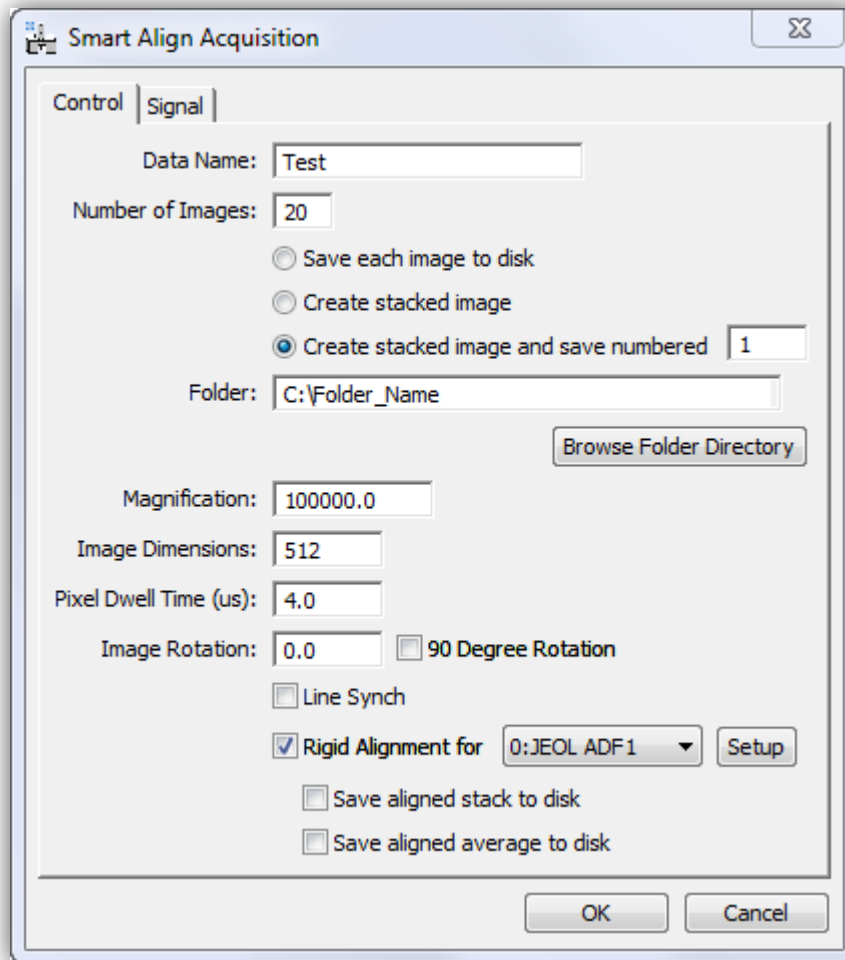 Smart Align Acquisition
Control Signal
Data Name: Test
Number of Images: 20
Save each image to disk
Create stacked image
Create stacked image and save numbered 1
Folder: C:\Folder_Name
Browse Folder Directory
Magnification: 100000.0
Image Dimensions: 512
Pixel Dwell Time (us): 4.0
Image Rotation: 0.0 90 Degree Rotation
Line Synch
Rigid Alignment for 0:JEOL ADF1 Setup
Save aligned stack to disk
Save aligned average to disk
OK Cancel